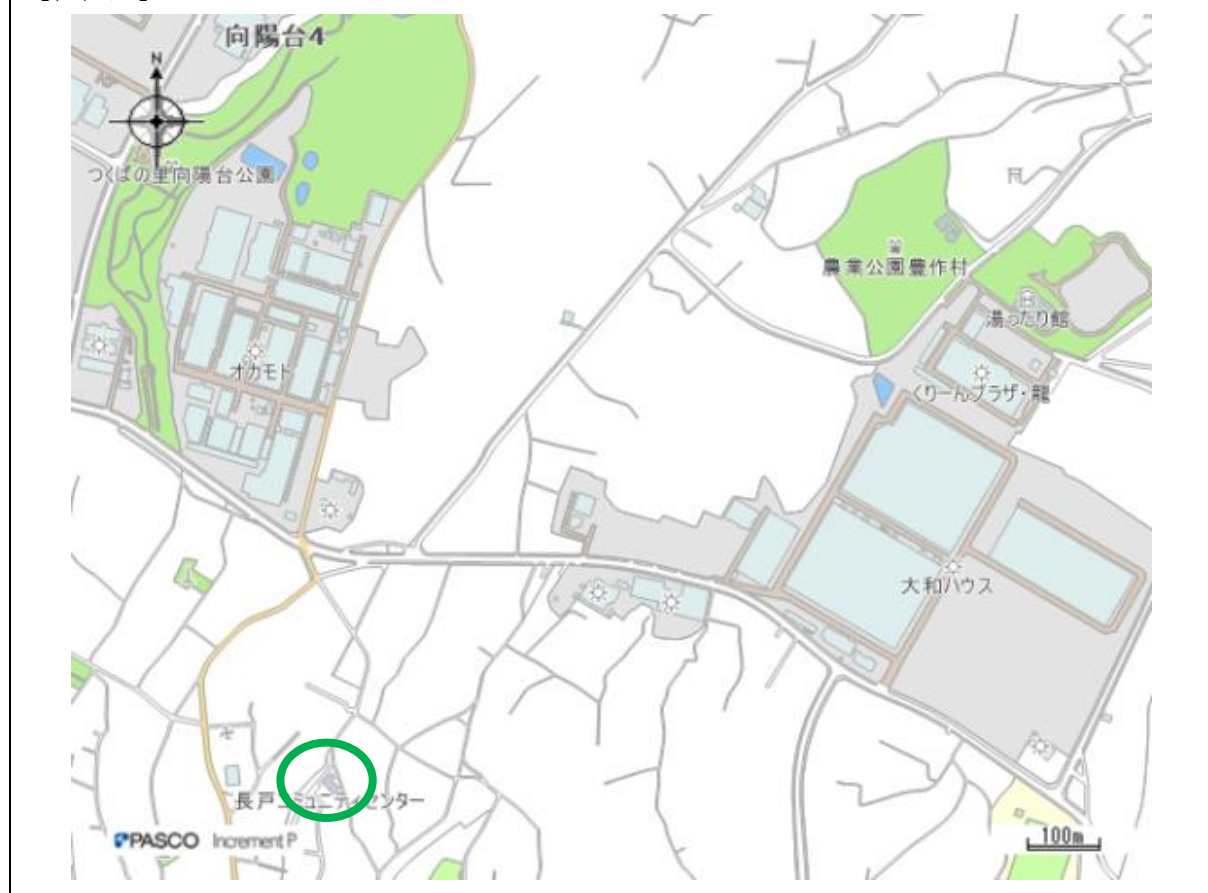 向陽台4
N
つくばの里向陽台公園
農業公園豊作村
湯ったり館
オカモト
くりーんプラザ・龍
大和ハウス
長戸コミュニティセンター
PASCO Increment P
100m